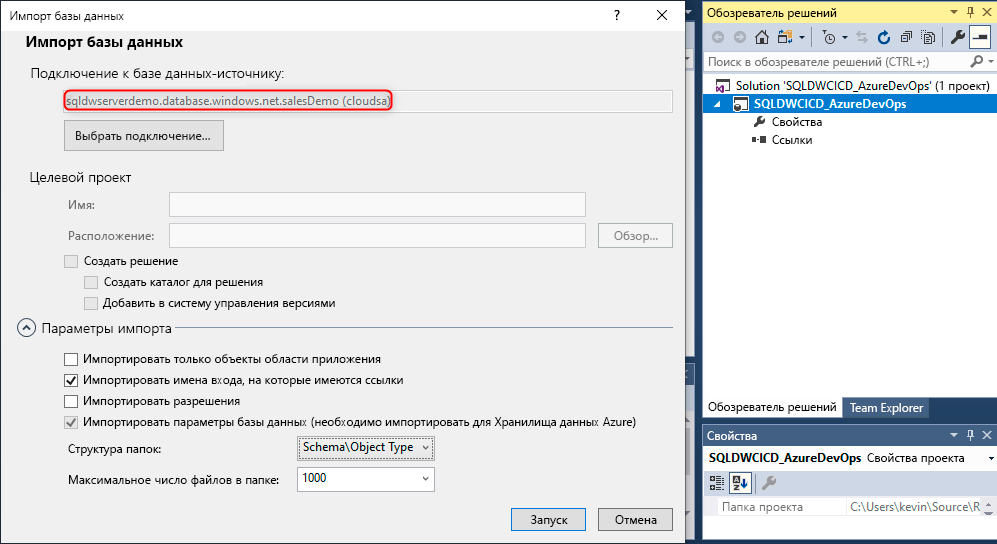 Импорт базы данных
?
Импорт базы данных
Подключение к базе данных-источнику:
sqldwserverdemo.database.windows.net.salesDemo (cloudsa)
Выбрать подключение...
Целевой проект
Имя:
Расположение:
Обзор...
Создать решение
Создать каталог для решения
Добавить в систему управления версиями
Параметры импорта
Импортировать только объекты области приложения
Импортировать имена входа, на которые имеются ссылки
Импортировать разрешения
Импортировать параметры базы данных (необходимо импортировать для Хранилища данных Azure)
Структура папок:
Schema\Object Type
Максимальное число файлов в папке:
1000
Запуск
Отмена
Обозреватель решений
Поиск в обозревателе решений (CTRL+;)
Solution 'SQLDWCICD_AzureDevOps' (1 проект)
SQLDWCICD_AzureDevOps
Свойства
Ссылки
Обозреватель решений
Team Explorer
Свойства
SQLDWCICD_AzureDevOps Свойства проекта
Папка проекта
C:\Users\kevin\Source\R